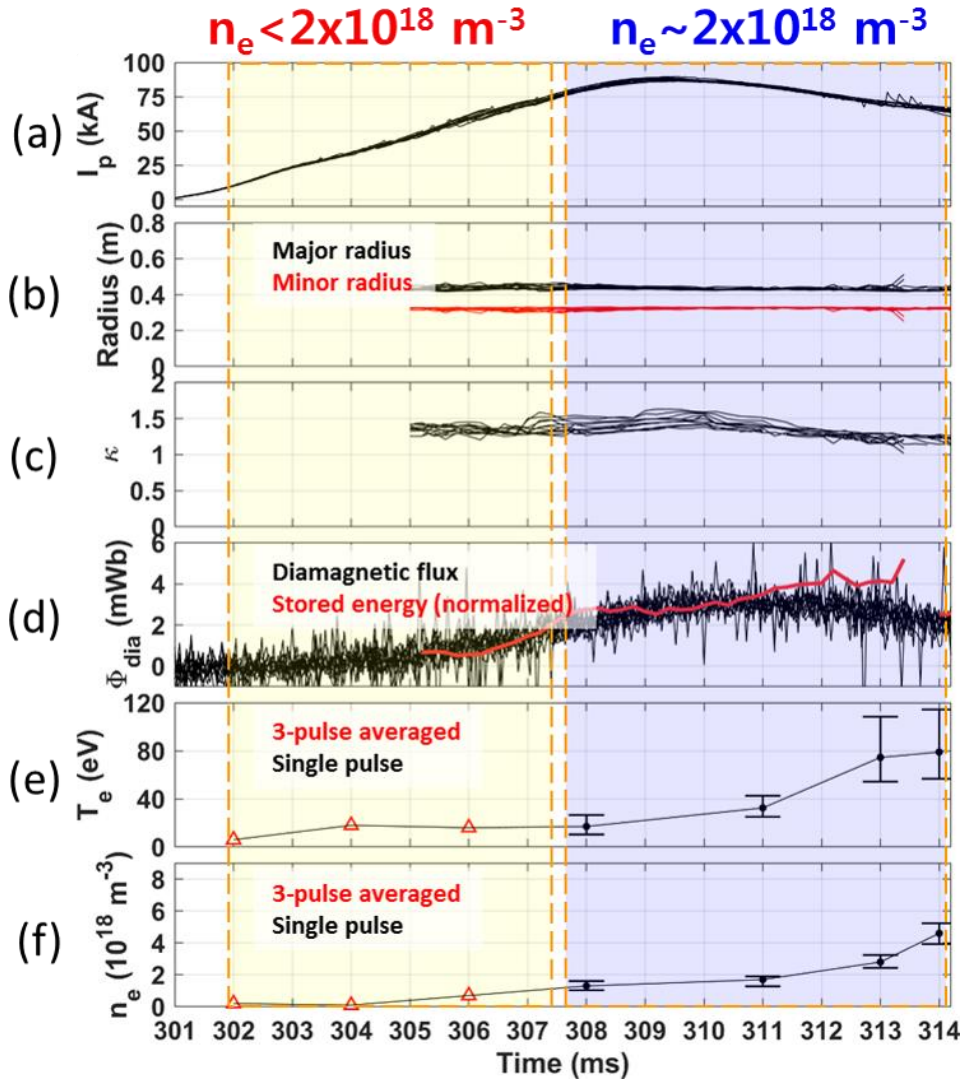 nₑ<2x10¹⁸ m⁻³ nₑ~2x10¹⁸ m⁻³
(a)
Iₚ (kA)
100
75
50
25
0
(b)
Radius (m)
0.8
0.6
0.4
0.2
0
Major radius
Minor radius
(c)
κ
2
1.5
1
0.5
0
(d)
Φdia (mWb)
6
4
2
0
Diamagnetic flux
Stored energy (normalized)
(e)
Tₑ (eV)
120
80
40
0
3-pulse averaged
Single pulse
(f)
nₑ (10¹⁸ m⁻³)
8
6
4
2
0
3-pulse averaged
Single pulse
301 302 303 304 305 306 307 308 309 310 311 312 313 314
Time (ms)